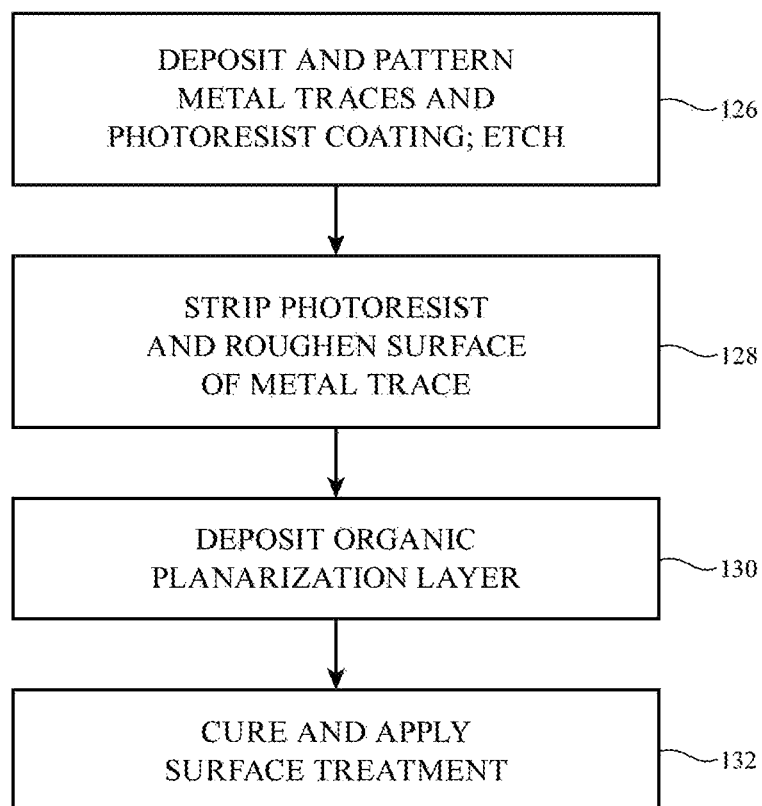 DEPOSIT AND PATTERN
METAL TRACES AND
PHOTORESIST COATING; ETCH
126
STRIP PHOTORESIST
AND ROUGHEN SURFACE
OF METAL TRACE
128
DEPOSIT ORGANIC
PLANARIZATION LAYER
130
CURE AND APPLY
SURFACE TREATMENT
132